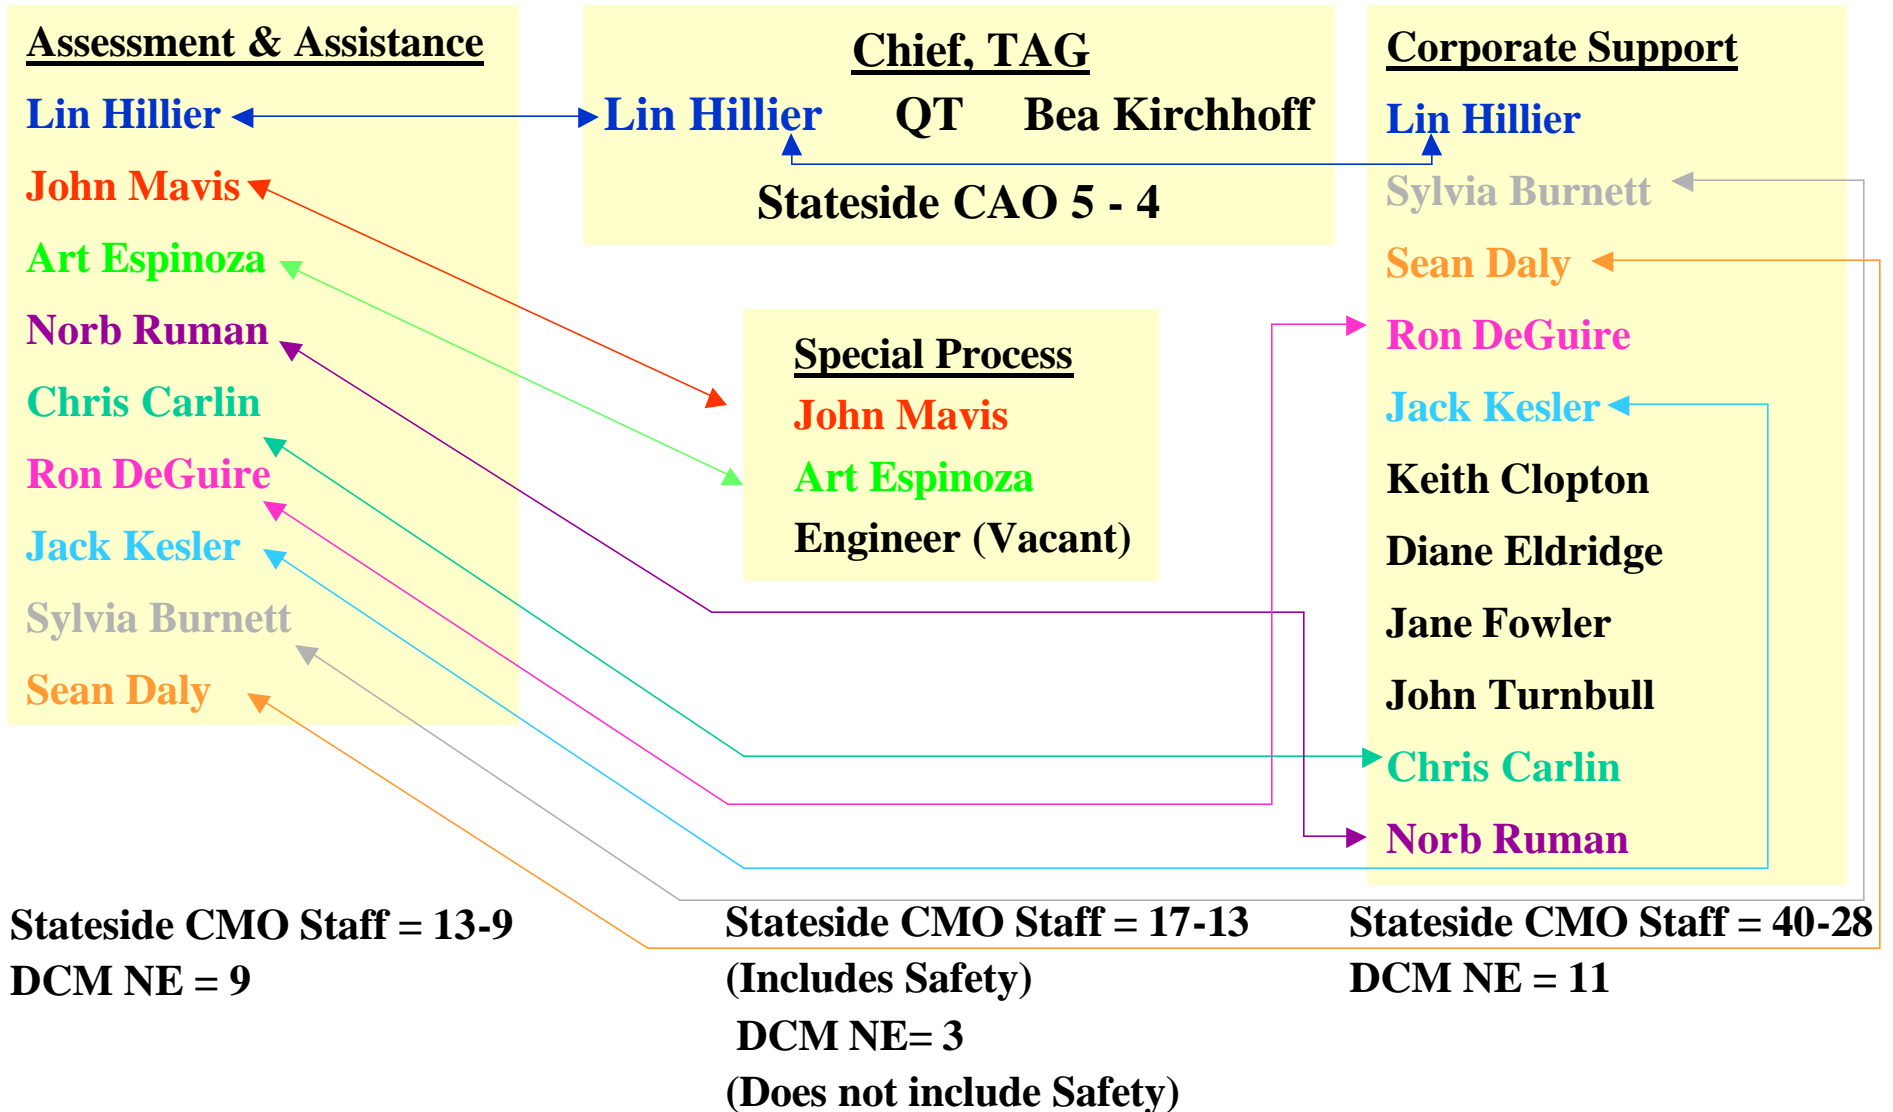 Assessment & Assistance
Lin Hillier
John Mavis
Art Espinoza
Norb Ruman
Chris Carlin
Ron DeGuire
Jack Kesler
Sylvia Burnett
Sean Daly
Stateside CMO Staff = 13-9
DCM NE = 9
Chief, TAG
Lin Hillier QT Bea Kirchhoff
Stateside CAO 5 - 4
Special Process
John Mavis
Art Espinoza
Engineer (Vacant)
Stateside CMO Staff = 17-13
(Includes Safety)
DCM NE= 3
(Does not include Safety)
Corporate Support
Lin Hillier
Sylvia Burnett
Sean Daly
Ron DeGuire
Jack Kesler
Keith Clopton
Diane Eldridge
Jane Fowler
John Turnbull
Chris Carlin
Norb Ruman
Stateside CMO Staff = 40-28
DCM NE = 11